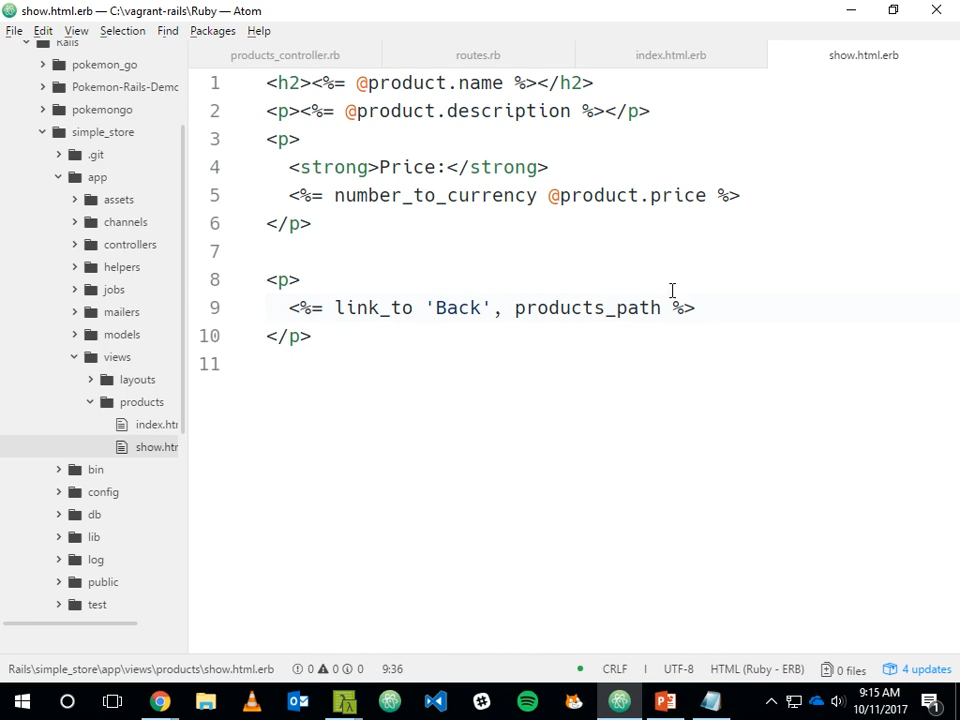 show.html.erb — C:\vagrant-rails\Ruby — Atom
File Edit View Selection Find Packages Help
Rails
pokemon_go
Pokemon-Rails-Demo
pokemongo
simple_store
.git
app
assets
channels
controllers
helpers
jobs
mailers
models
views
layouts
products
index.htr
show.htr
bin
config
db
lib
log
public
test
products_controller.rb routes.rb index.html.erb show.html.erb
1 <h2><%= @product.name %></h2>
2 <p><%= @product.description %></p>
3 <p>
4 <strong>Price:</strong>
5 <%= number_to_currency @product.price %>
6 </p>
7
8 <p>
9 <%= link_to 'Back', products_path %>
10 </p>
11
Rails\simple_store\app\views\products\show.html.erb 0 0 0 9:36 CRLF UTF-8 HTML (Ruby - ERB) 0 files 4 updates
9:15 AM
10/11/2017
1